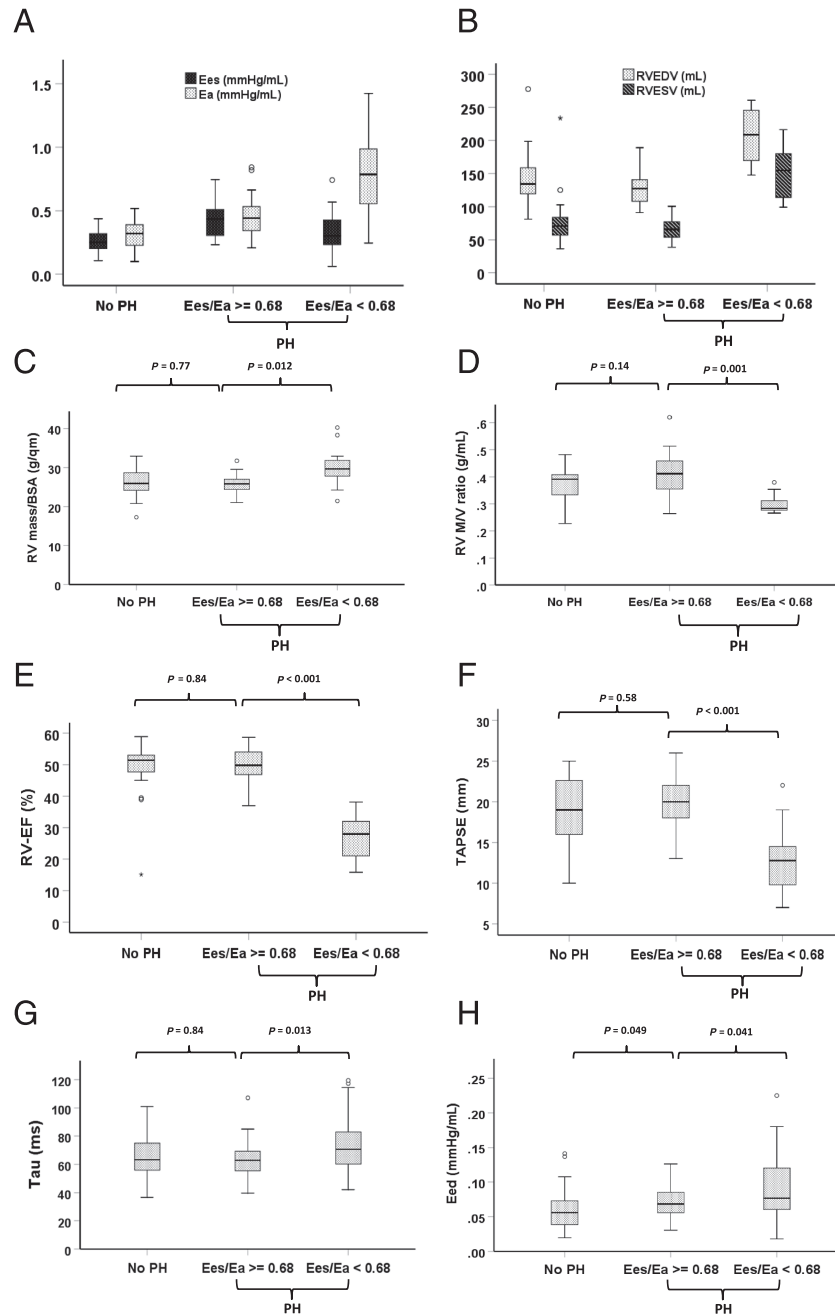 A
Ees (mmHg/mL)
Ea (mmHg/mL)
1.5
1.0
0.5
0.0
No PH
Ees/Ea >= 0.68
Ees/Ea < 0.68
PH
B
RVEDV (mL)
RVESV (mL)
300
250
200
150
100
50
0
No PH
Ees/Ea >= 0.68
Ees/Ea < 0.68
PH
C
P = 0.77
P = 0.012
RV mass/BSA (g/qm)
40
30
20
10
0
No PH
Ees/Ea >= 0.68
Ees/Ea < 0.68
PH
D
P = 0.14
P = 0.001
RV M/V ratio (g/mL)
.6
.5
.4
.3
.2
.1
.0
No PH
Ees/Ea >= 0.68
Ees/Ea < 0.68
PH
E
P = 0.84
P < 0.001
RV-EF (%)
60
50
40
30
20
10
0
No PH
Ees/Ea >= 0.68
Ees/Ea < 0.68
PH
F
P = 0.58
P < 0.001
TAPSE (mm)
30
25
20
15
10
5
No PH
Ees/Ea >= 0.68
Ees/Ea < 0.68
PH
G
P = 0.84
P = 0.013
Tau (ms)
120
100
80
60
40
20
0
No PH
Ees/Ea >= 0.68
Ees/Ea < 0.68
PH
H
P = 0.049
P = 0.041
Eed (mmHg/mL)
.25
.20
.15
.10
.05
.00
No PH
Ees/Ea >= 0.68
Ees/Ea < 0.68
PH